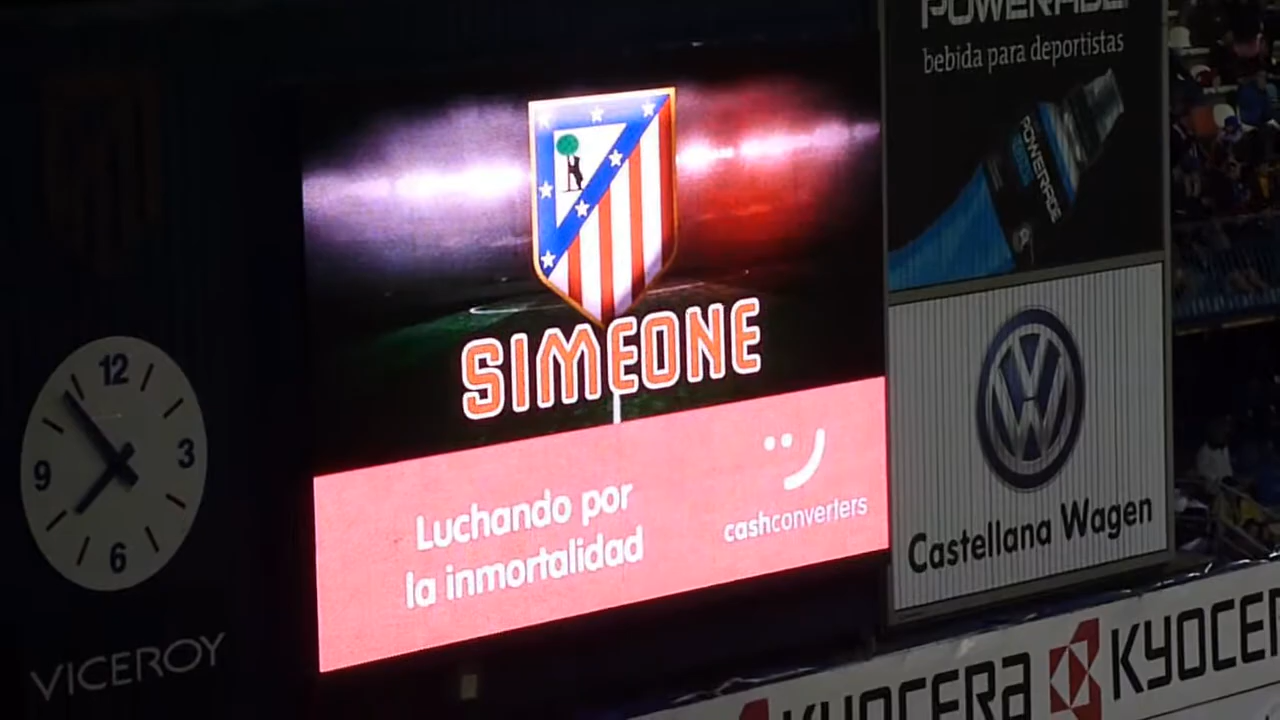 12
3
6
9
VICEROY
SIMEONE
Luchando por
la inmortalidad
cashconverters
POWERADE
bebida para deportistas
POWERADE
Castellana Wagen
KYOCERA
KYOCER